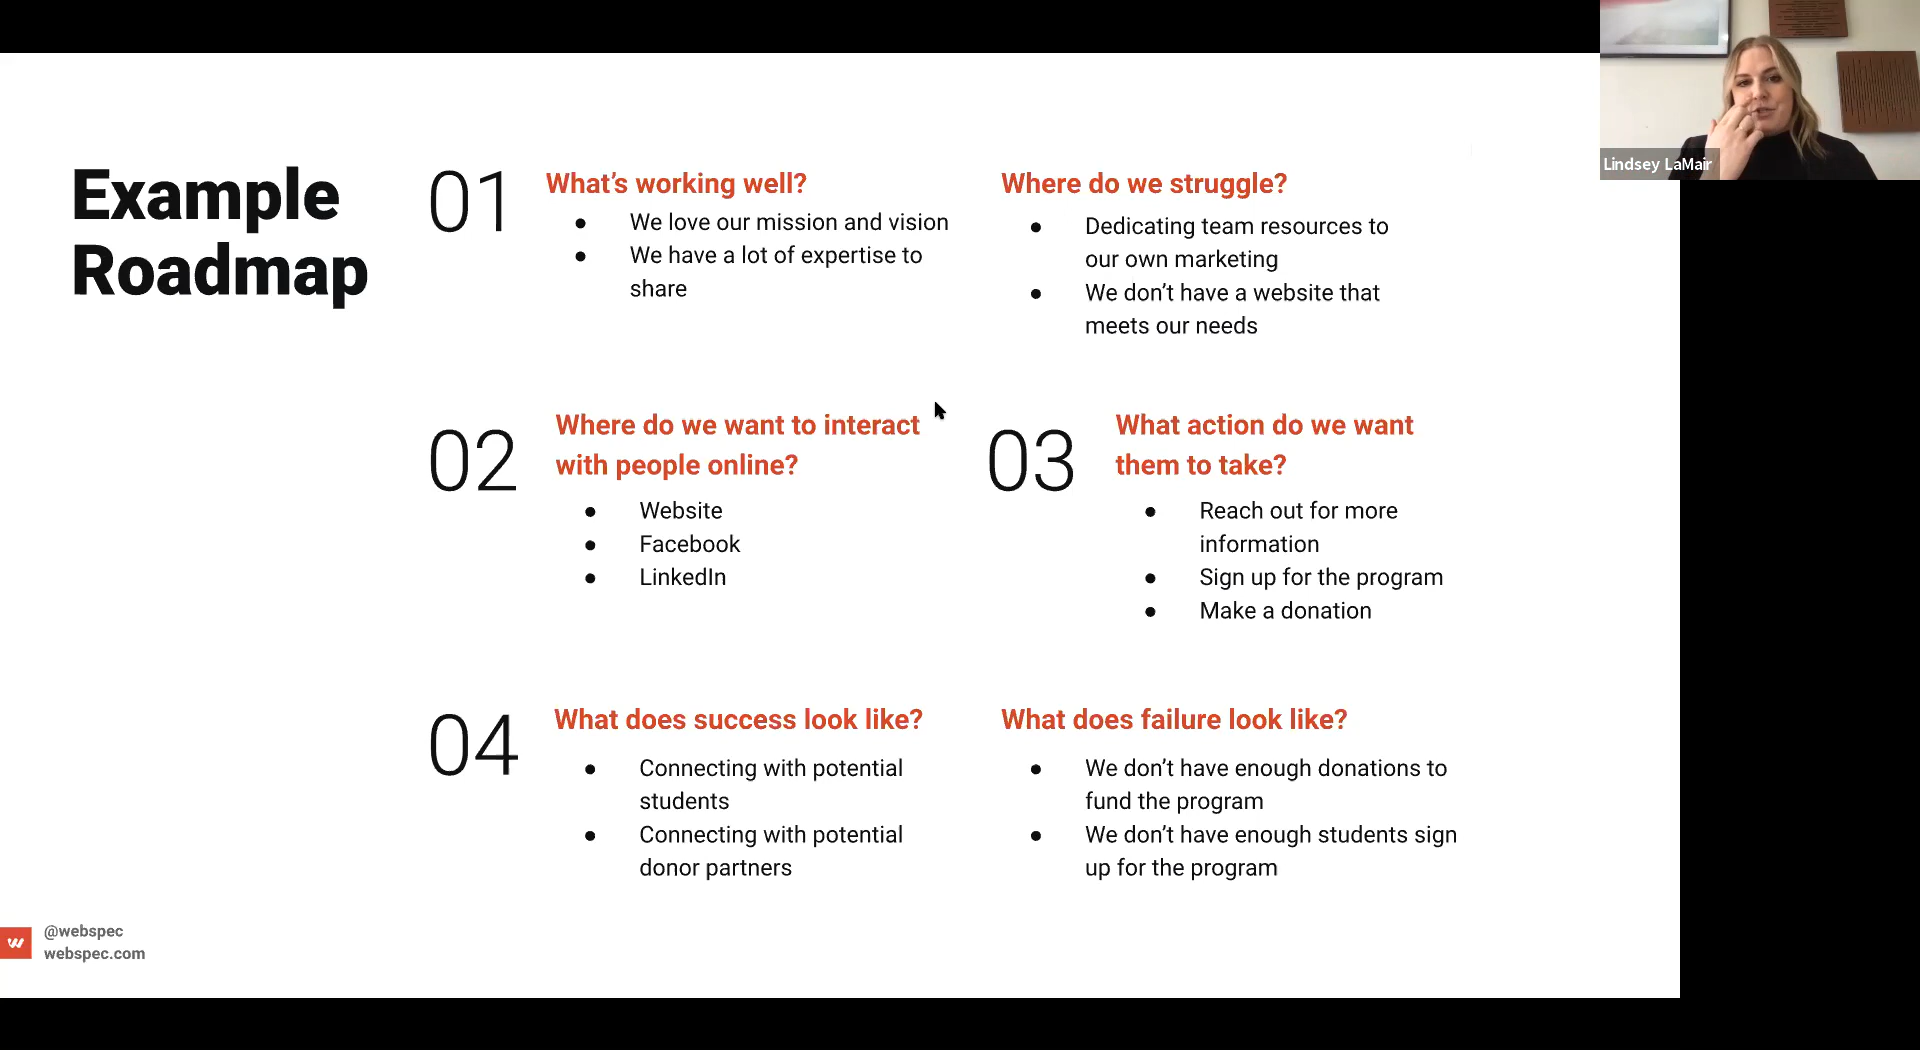 Example
Roadmap
01
What's working well?
● We love our mission and vision
● We have a lot of expertise to
share
Where do we struggle?
● Dedicating team resources to
our own marketing
● We don't have a website that
meets our needs
02
Where do we want to interact
with people online?
● Website
● Facebook
● LinkedIn
03
What action do we want
them to take?
● Reach out for more
information
● Sign up for the program
● Make a donation
04
What does success look like?
● Connecting with potential
students
● Connecting with potential
donor partners
What does failure look like?
● We don't have enough donations to
fund the program
● We don't have enough students sign
up for the program
@webspec
webspec.com
Lindsey LaMair